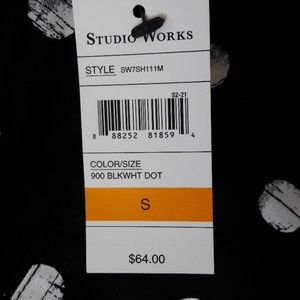 STUDIO WORKS
STYLE SW7SH111M
S2-21
8 88252 81859 4
COLOR/SIZE
900 BLKWHT DOT
S
$64.00